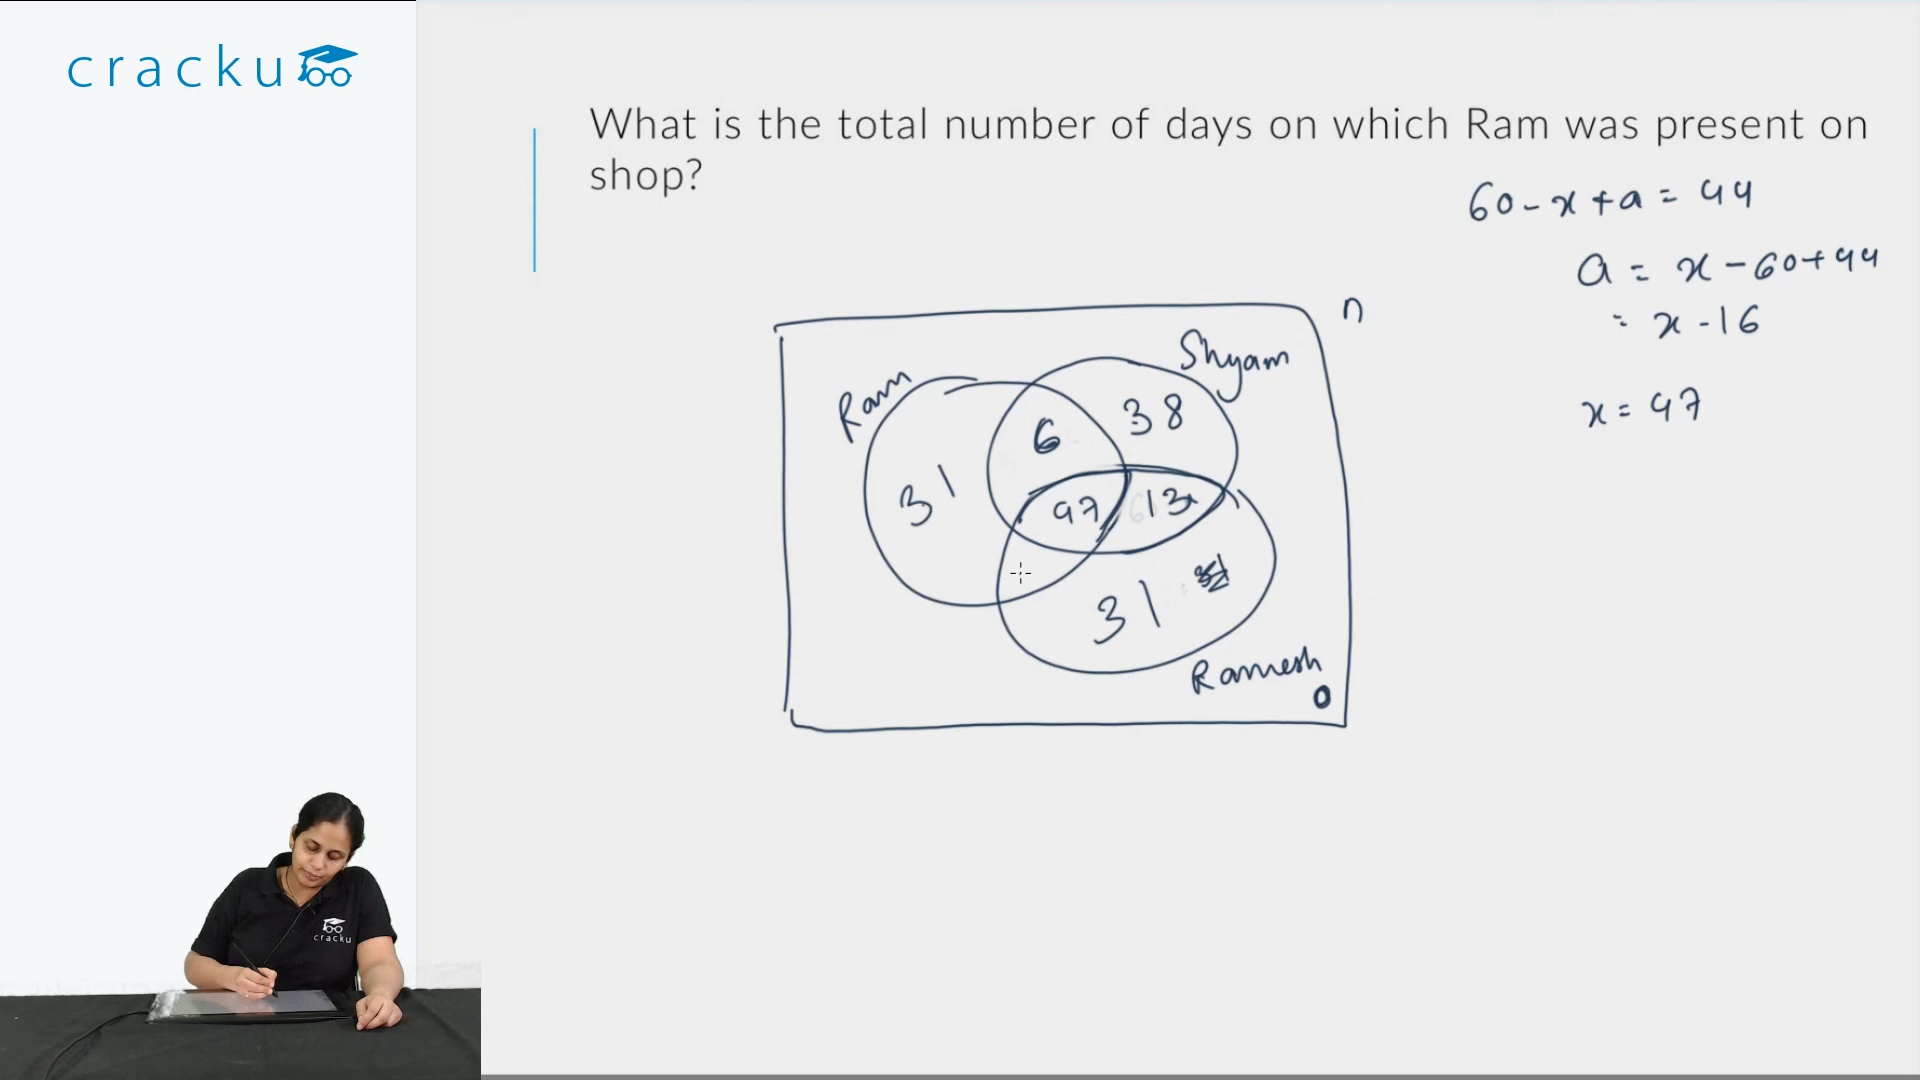 cracku
What is the total number of days on which Ram was present on
shop?
60 - x + a = 44
a = x - 60 + 44
= x - 16
x = 47
n
Shyam
Ram
6
38
31
47
13
31
Ramesh
0
cracku